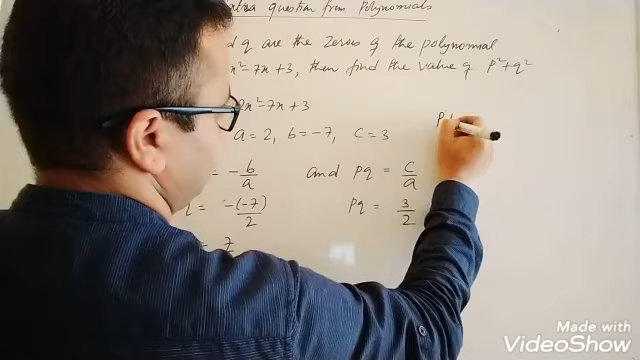 question from Polynomials
q are the zeros of the polynomial
x²-7x+3, then find the value of p²+q²
2x²-7x+3
a = 2, b = -7, c = 3
= -b/a and pq = c/a
= -(-7)/2 pq = 3/2
= 7/
Made with
VideoShow